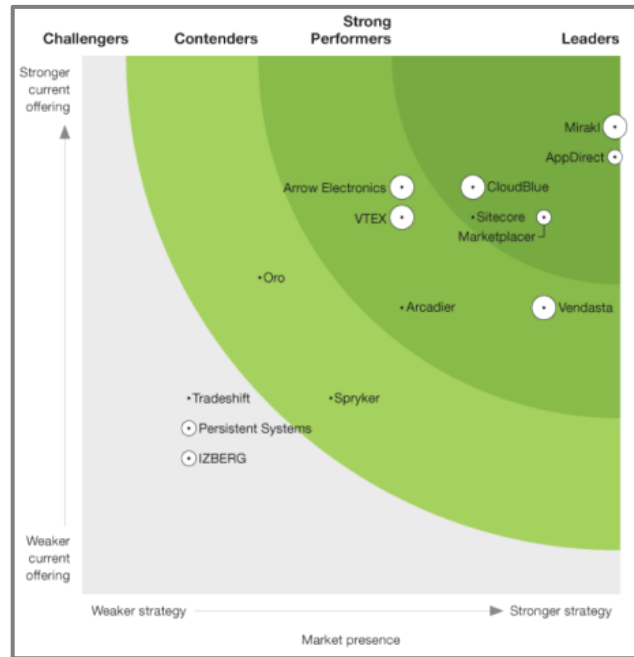 Challengers
Contenders
Strong
Performers
Leaders
Stronger
current
offering
Mirakl
AppDirect
Arrow Electronics
CloudBlue
VTEX
Sitecore
Marketplacer
Oro
Arcadier
Vendasta
Tradeshift
Spryker
Persistent Systems
IZBERG
Weaker
current
offering
Weaker strategy
Stronger strategy
Market presence